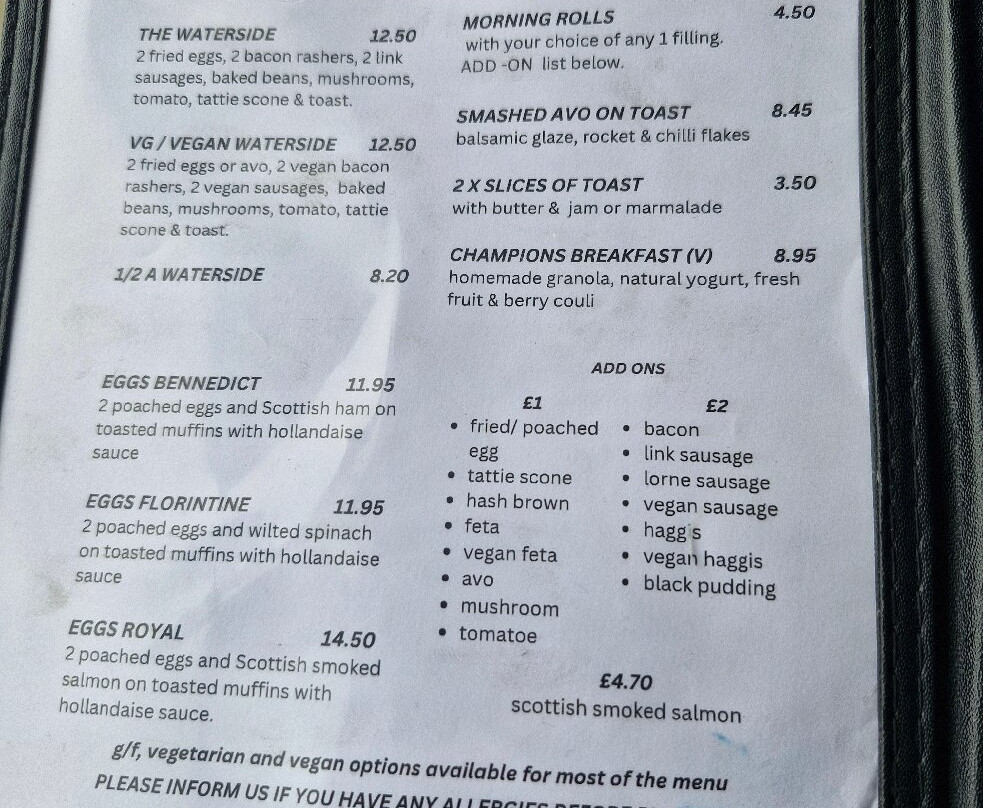 THE WATERSIDE 12.50
2 fried eggs, 2 bacon rashers, 2 link
sausages, baked beans, mushrooms,
tomato, tattie scone & toast.
VG / VEGAN WATERSIDE 12.50
2 fried eggs or avo, 2 vegan bacon
rashers, 2 vegan sausages, baked
beans, mushrooms, tomato, tattie
scone & toast.
1/2 A WATERSIDE 8.20
EGGS BENNEDICT 11.95
2 poached eggs and Scottish ham on
toasted muffins with hollandaise
sauce
EGGS FLORINTINE 11.95
2 poached eggs and wilted spinach
on toasted muffins with hollandaise
sauce
EGGS ROYAL 14.50
2 poached eggs and Scottish smoked
salmon on toasted muffins with
hollandaise sauce.
MORNING ROLLS 4.50
with your choice of any 1 filling.
ADD -ON list below.
SMASHED AVO ON TOAST 8.45
balsamic glaze, rocket & chilli flakes
2 X SLICES OF TOAST 3.50
with butter & jam or marmalade
CHAMPIONS BREAKFAST (V) 8.95
homemade granola, natural yogurt, fresh
fruit & berry couli
ADD ONS
£1
• fried/ poached
egg
• tattie scone
• hash brown
• feta
• vegan feta
• avo
• mushroom
• tomatoe
£2
• bacon
• link sausage
• lorne sausage
• vegan sausage
• haggis
• vegan haggis
• black pudding
£4.70
scottish smoked salmon
g/f, vegetarian and vegan options available for most of the menu
PLEASE INFORM US IF YOU HAVE ANY ALLERGIES BEFORE